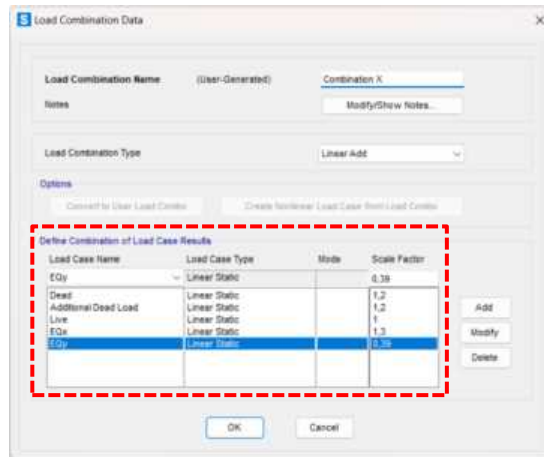 S Load Combination Data X
Load Combination Name (User-Generated) Combination X
Notes Modify/Show Notes...
Load Combination Type Linear Add
Options
Convert to User Load Combo Create Nonlinear Load Case from Load Combo
Define Combination of Load Case Results
Load Case Name Load Case Type Mode Scale Factor
EQy Linear Static 0,39
Dead Linear Static 1,2
Additional Dead Load Linear Static 1,2
Live Linear Static 1
EQx Linear Static 1,3
EQy Linear Static 0,39
Add
Modify
Delete
OK Cancel